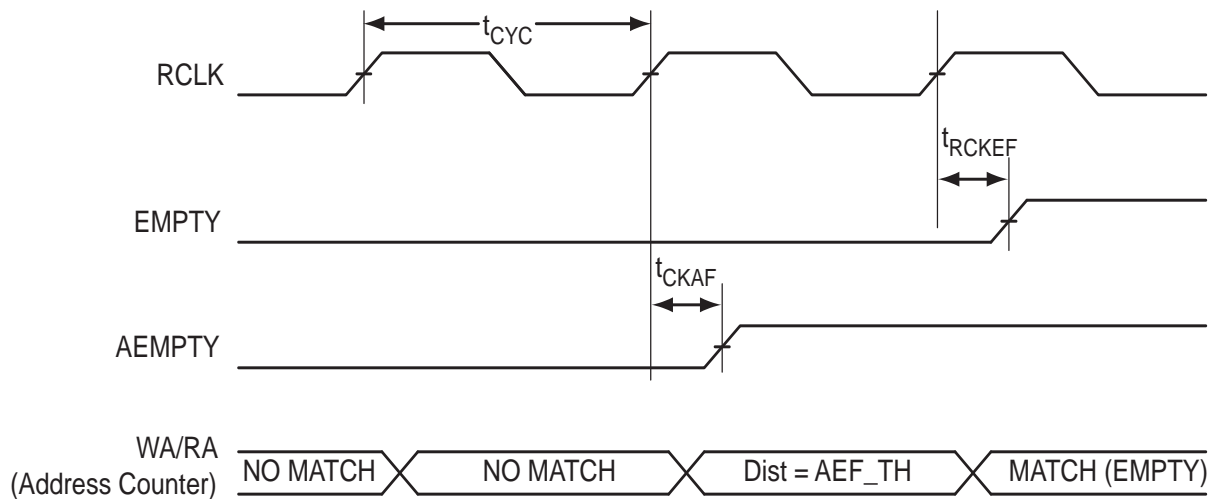 tCYC
RCLK
tRCKEF
EMPTY
tCKAF
AEMPTY
WA/RA
(Address Counter)
NO MATCH
NO MATCH
Dist = AEF_TH
MATCH (EMPTY)